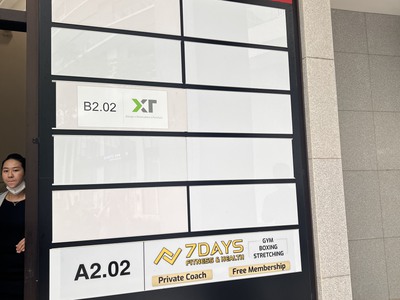 B2.02 XT
A2.02
7DAYS
FITNESS & HEALTH
GYM
BOXING
STRETCHING
Private Coach
Free Membership